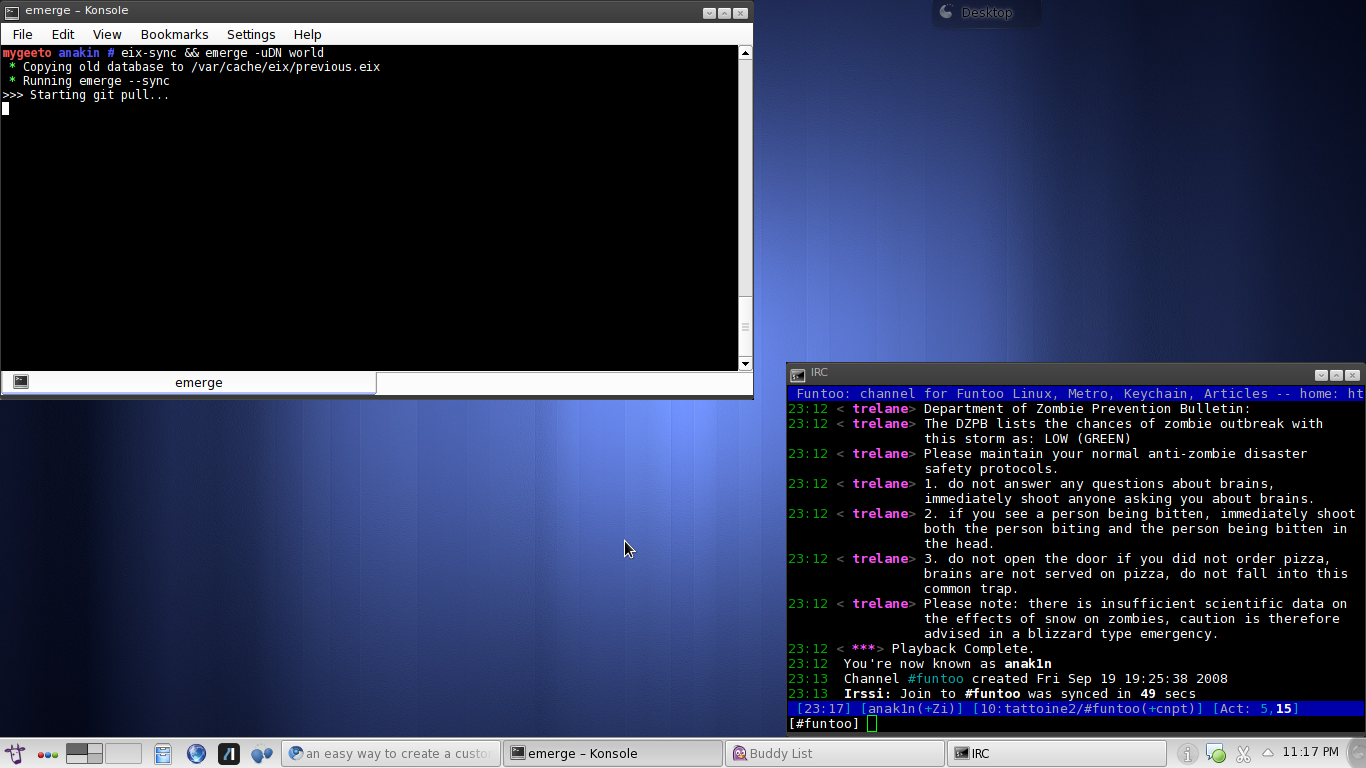 emerge – Konsole
File Edit View Bookmarks Settings Help
mygeeto anakin # eix-sync && emerge -uDN world
* Copying old database to /var/cache/eix/previous.eix
* Running emerge --sync
>>> Starting git pull...
emerge
Desktop
IRC
Funtoo: channel for Funtoo Linux, Metro, Keychain, Articles -- home: ht
23:12 < trelane> Department of Zombie Prevention Bulletin:
23:12 < trelane> The DZPB lists the chances of zombie outbreak with
this storm as: LOW (GREEN)
23:12 < trelane> Please maintain your normal anti-zombie disaster
safety protocols.
23:12 < trelane> 1. do not answer any questions about brains,
immediately shoot anyone asking you about brains.
23:12 < trelane> 2. if you see a person being bitten, immediately shoot
both the person biting and the person being bitten in
the head.
23:12 < trelane> 3. do not open the door if you did not order pizza,
brains are not served on pizza, do not fall into this
common trap.
23:12 < trelane> Please note: there is insufficient scientific data on
the effects of snow on zombies, caution is therefore
advised in a blizzard type emergency.
23:12 < ***> Playback Complete.
23:12 You're now known as anak1n
23:13 Channel #funtoo created Fri Sep 19 19:25:38 2008
23:13 Irssi: Join to #funtoo was synced in 49 secs
[23:17] [anak1n(+Zi)] [10:tattoine2/#funtoo(+cnpt)] [Act: 5,15]
[#funtoo]
an easy way to create a custo
emerge – Konsole
Buddy List
IRC
11:17 PM